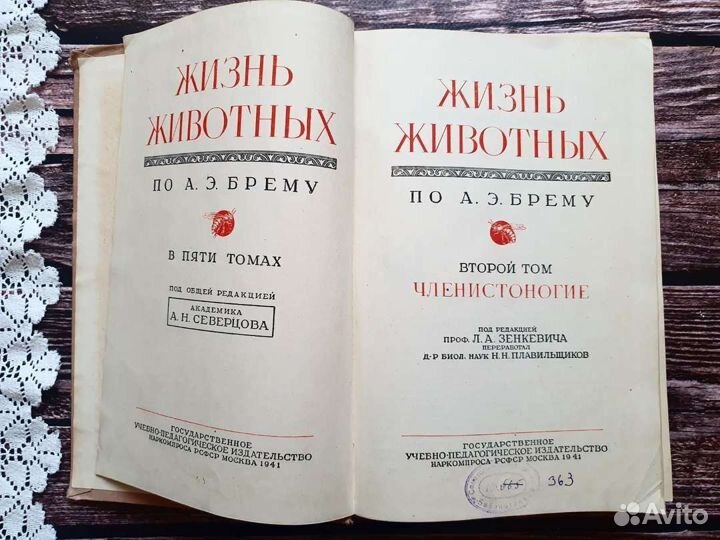 ЖИЗНЬ
ЖИВОТНЫХ
ПО А. Э. БРЕМУ
В ПЯТИ ТОМАХ
ПОД ОБЩЕЙ РЕДАКЦИЕЙ
АКАДЕМИКА
А. Н. СЕВЕРЦОВА
ГОСУДАРСТВЕННОЕ
УЧЕБНО-ПЕДАГОГИЧЕСКОЕ ИЗДАТЕЛЬСТВО
НАРКОМПРОСА РСФСР МОСКВА 1941
ЖИЗНЬ
ЖИВОТНЫХ
ПО А. Э. БРЕМУ
ВТОРОЙ ТОМ
ЧЛЕНИСТОНОГИЕ
ПОД РЕДАКЦИЕЙ
ПРОФ. Л. А. ЗЕНКЕВИЧА
ПЕРЕРАБОТАЛ
Д-Р БИОЛ. НАУК Н. Н. ПЛАВИЛЬЩИКОВ
ГОСУДАРСТВЕННОЕ
УЧЕБНО-ПЕДАГОГИЧЕСКОЕ ИЗДАТЕЛЬСТВО
НАРКОМПРОСА РСФСР МОСКВА 1941
363
Avito